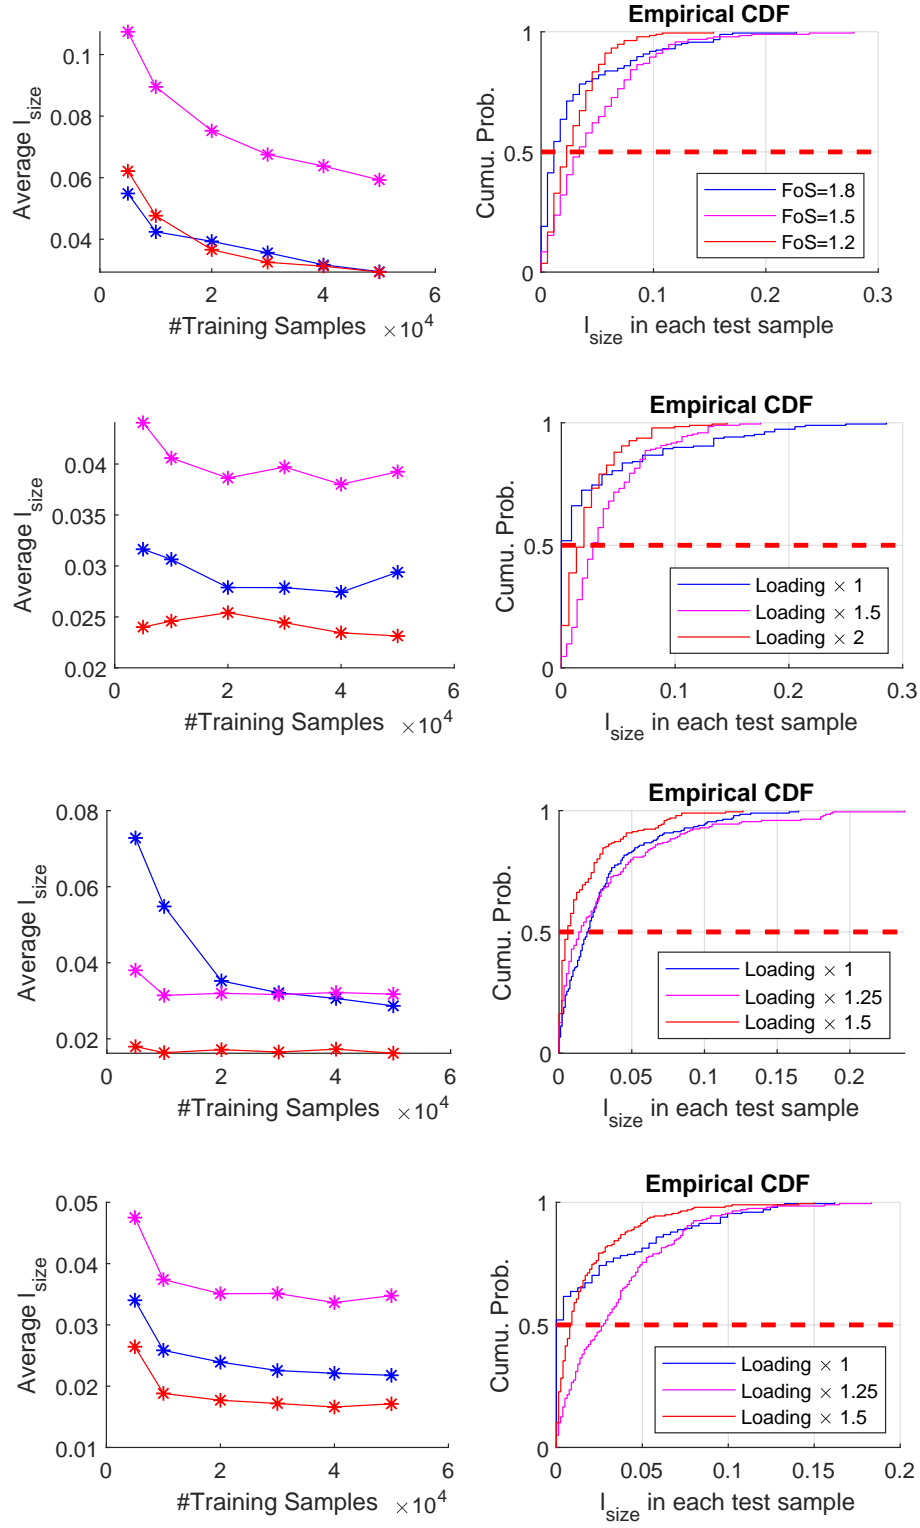 0.1
0.08
0.06
0.04
Average I_size
0 2 4 6
#Training Samples ×10^4
Empirical CDF
1
0.5
0
Cumu. Prob.
FoS=1.8
FoS=1.5
FoS=1.2
0 0.1 0.2 0.3
I_size in each test sample
0.04
0.035
0.03
0.025
0.02
Average I_size
0 2 4 6
#Training Samples ×10^4
Empirical CDF
1
0.5
0
Cumu. Prob.
Loading × 1
Loading × 1.5
Loading × 2
0 0.1 0.2 0.3
I_size in each test sample
0.08
0.06
0.04
0.02
Average I_size
0 2 4 6
#Training Samples ×10^4
Empirical CDF
1
0.5
0
Cumu. Prob.
Loading × 1
Loading × 1.25
Loading × 1.5
0 0.05 0.1 0.15 0.2
I_size in each test sample
0.05
0.04
0.03
0.02
0.01
Average I_size
0 2 4 6
#Training Samples ×10^4
Empirical CDF
1
0.5
0
Cumu. Prob.
Loading × 1
Loading × 1.25
Loading × 1.5
0 0.05 0.1 0.15 0.2
I_size in each test sample